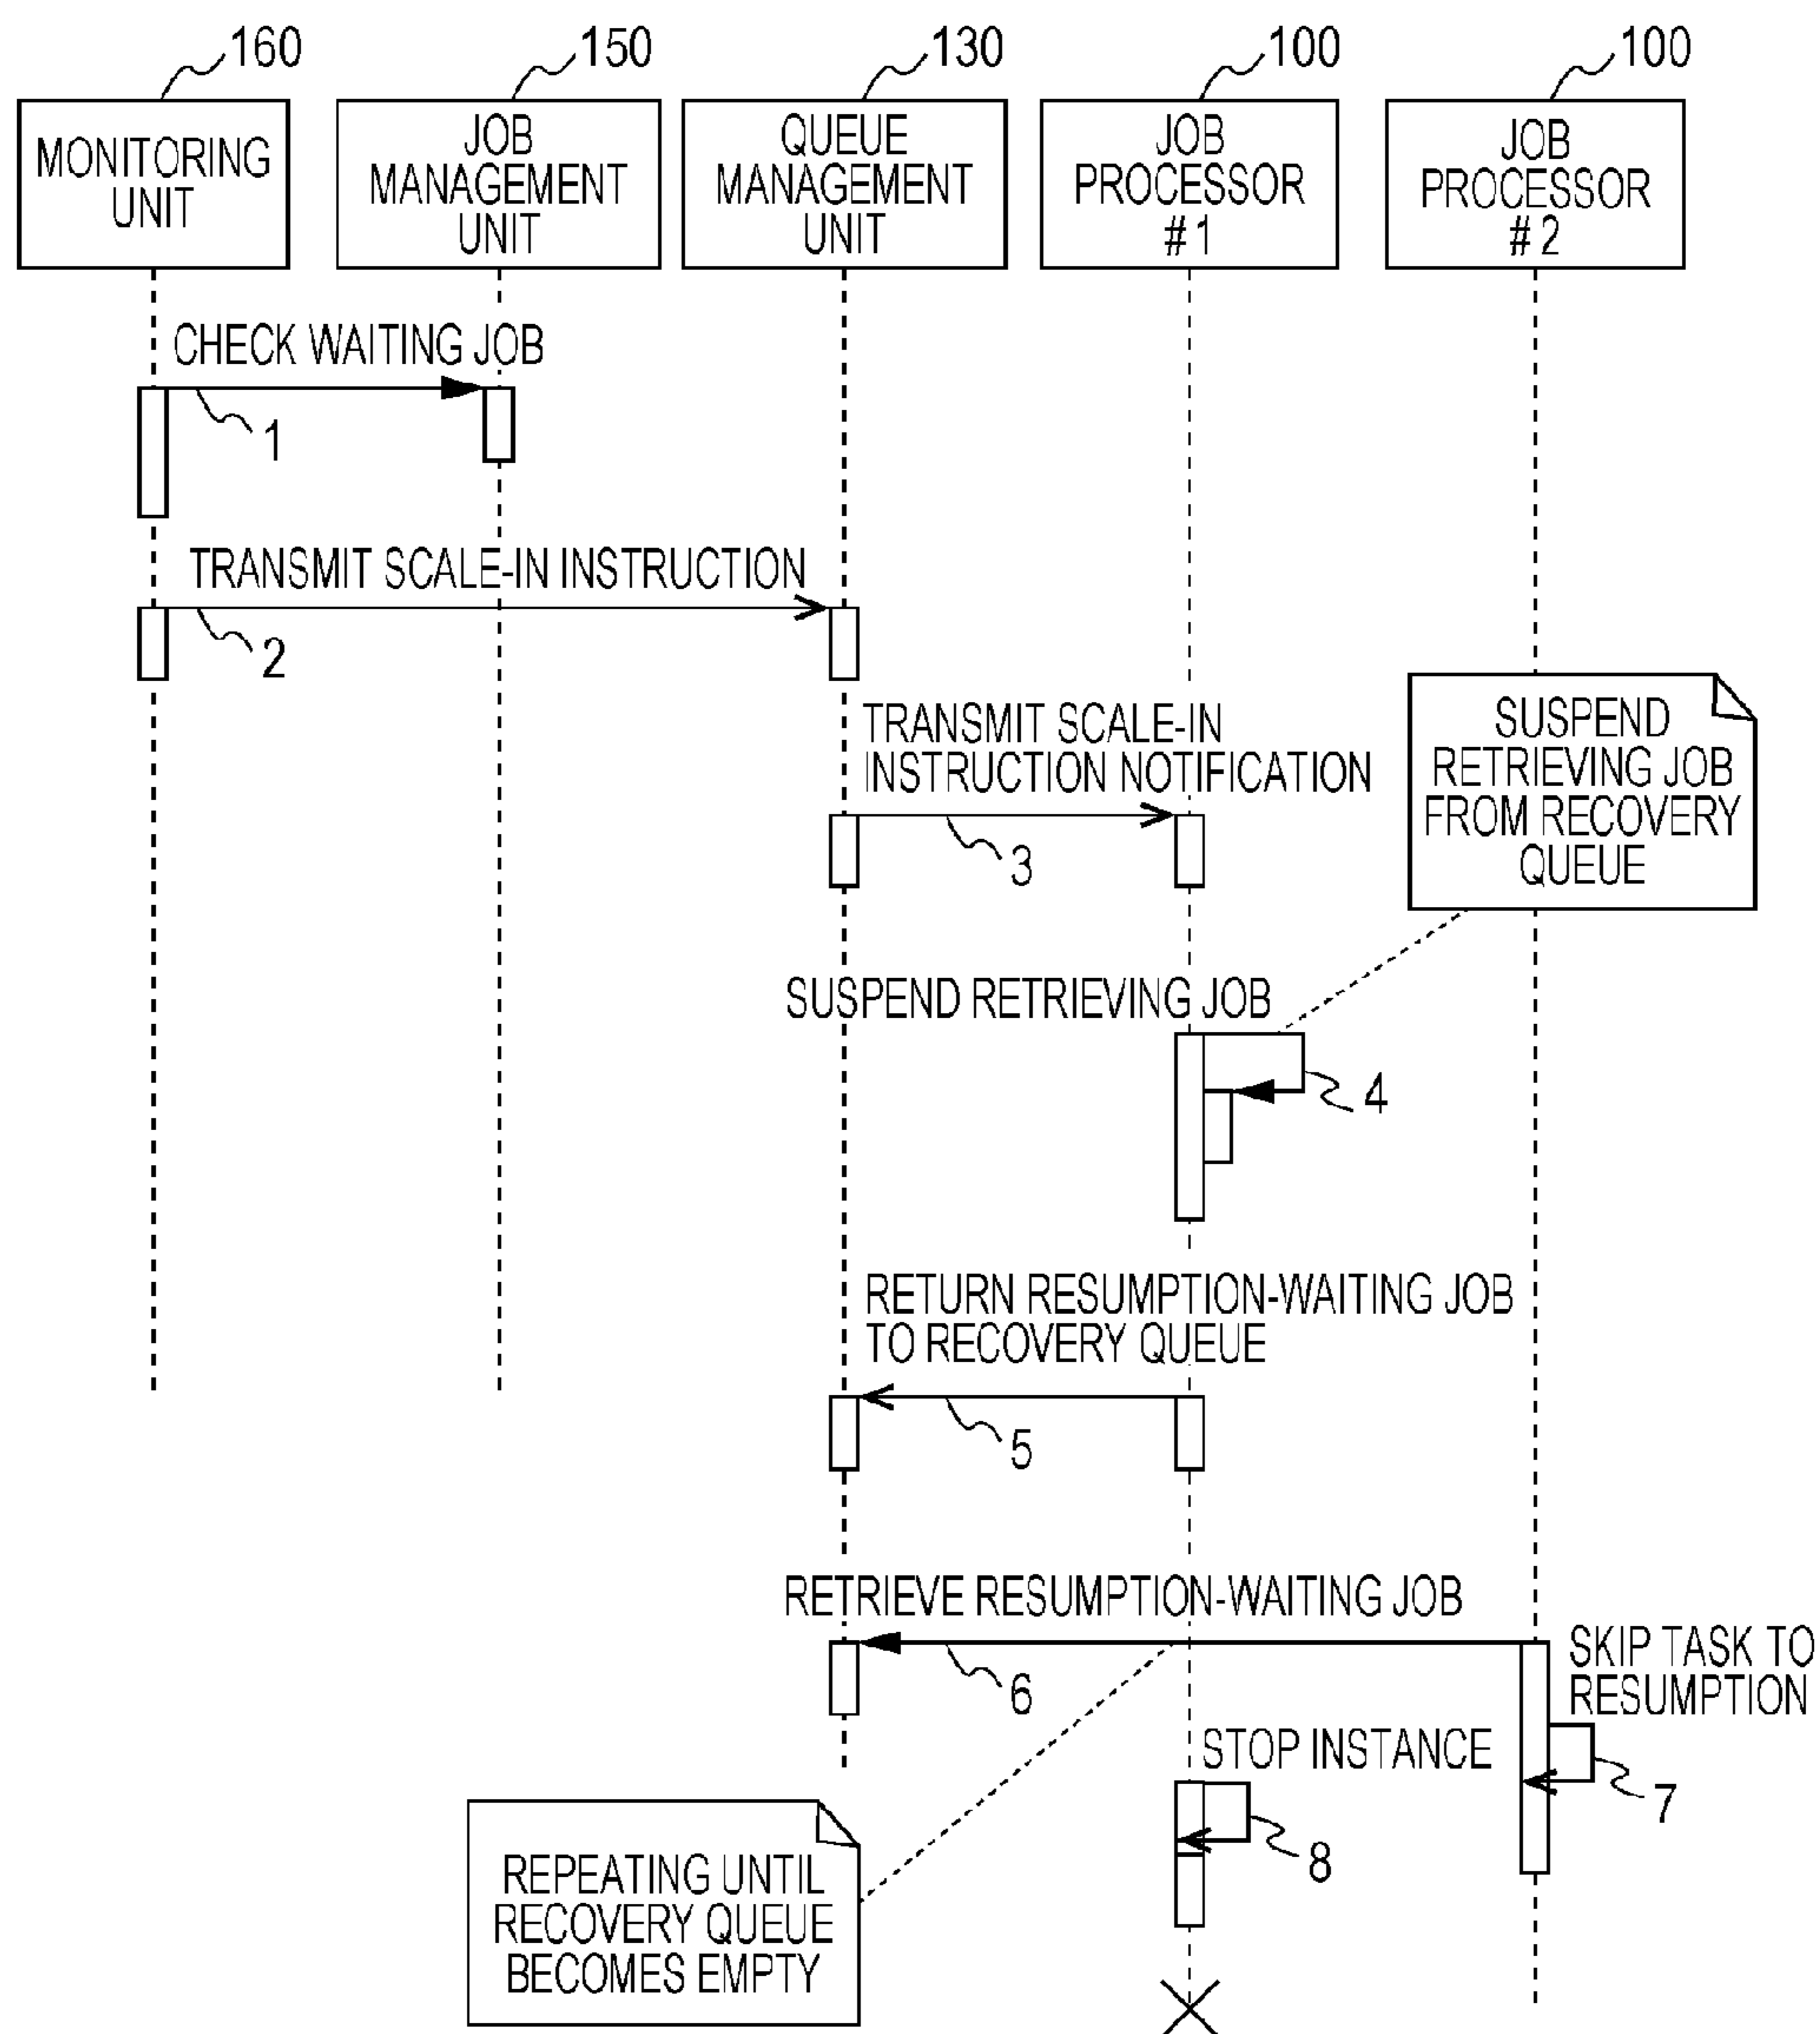 160
150
130
100
100
MONITORING
UNIT
JOB
MANAGEMENT
UNIT
QUEUE
MANAGEMENT
UNIT
JOB
PROCESSOR
#1
JOB
PROCESSOR
#2
CHECK WAITING JOB
1
TRANSMIT SCALE-IN INSTRUCTION
2
TRANSMIT SCALE-IN
INSTRUCTION NOTIFICATION
3
SUSPEND
RETRIEVING JOB
FROM RECOVERY
QUEUE
SUSPEND RETRIEVING JOB
4
RETURN RESUMPTION-WAITING JOB
TO RECOVERY QUEUE
5
RETRIEVE RESUMPTION-WAITING JOB
6
SKIP TASK TO
RESUMPTION
7
STOP INSTANCE
8
REPEATING UNTIL
RECOVERY QUEUE
BECOMES EMPTY